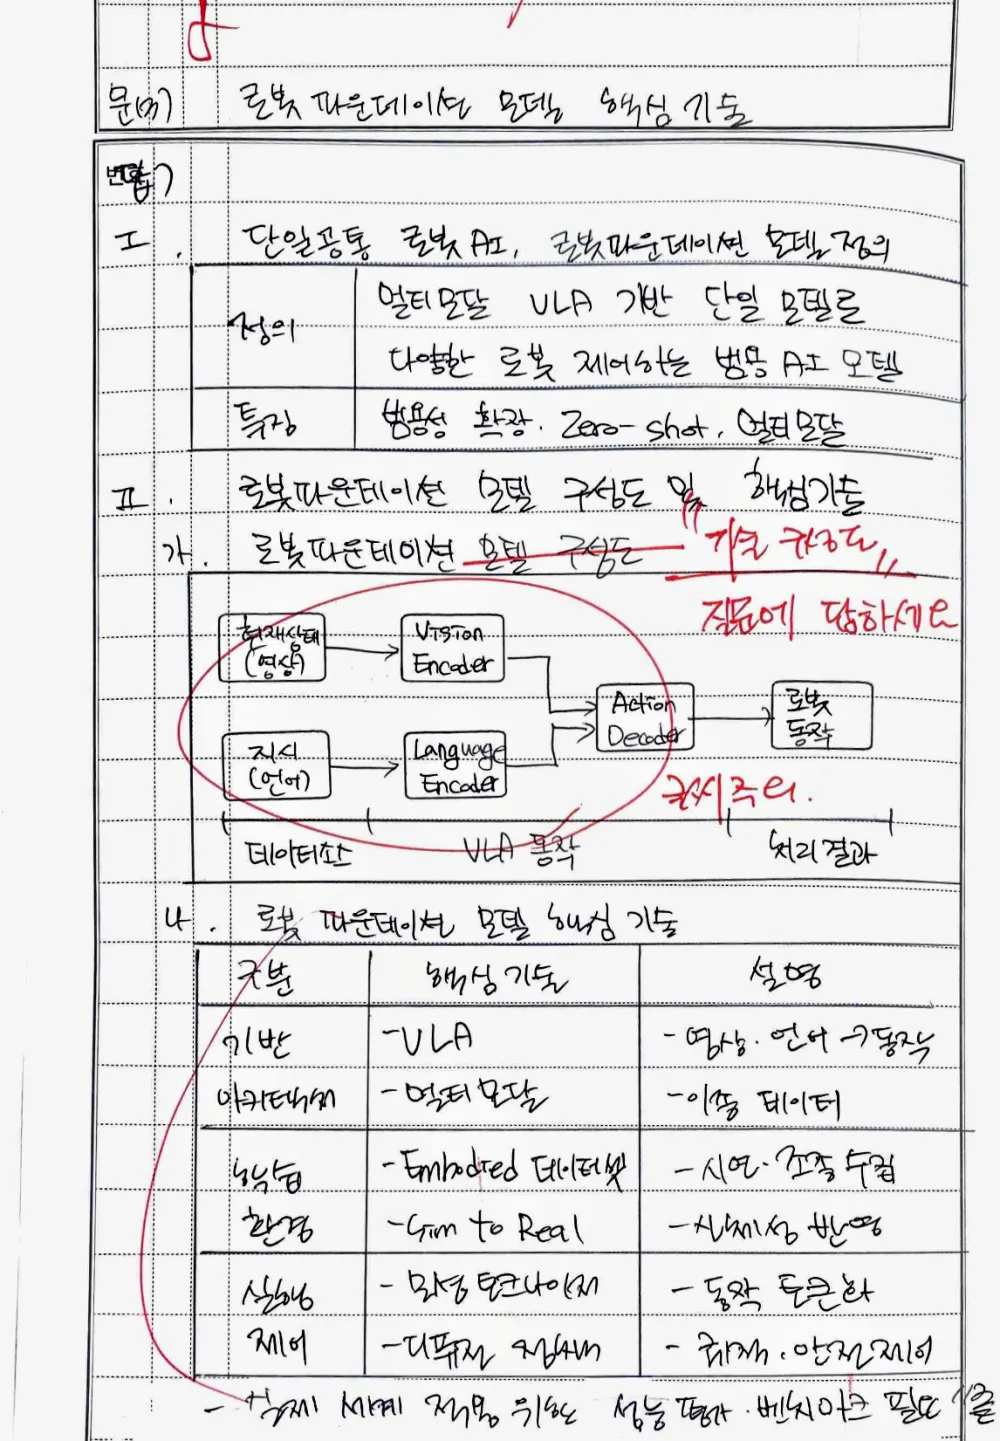 문제) 로봇 파운데이션 모델 핵심 기술
답)
I. 단일공통 로봇 AI, 로봇파운데이션 모델 정의
정의 멀티모달 VLA 기반 단일 모델로
다양한 로봇 제어하는 범용 AI 모델
특징 범용성 확장. Zero-shot, 멀티모달
II. 로봇파운데이션 모델 구성도 및 핵심기술
가. 로봇파운데이션 모델 구성도 "기술 구성도"
질문에 답하세요
현재상태 Vision
(영상) Encoder
Action 로봇
Decoder 동작
지시 Language
(언어) Encoder
글씨주의.
데이터소스 VLA 동작 처리결과
나. 로봇 파운데이션 모델 핵심 기술
구분 핵심기술 설명
기반 -VLA -영상. 언어 → 동작
아키텍처 -멀티모달 -이종 데이터
학습 -Embodied 데이터셋 -시연. 조종 수집
환경 -Sim to Real -실제성 반영
실행 - 토크나이저 - 동작 토큰화
제어 -디퓨전 정책 - 궤적. 안전제어
- 실제 세계 적용 위한 성능 평가. 벤치마크 필요